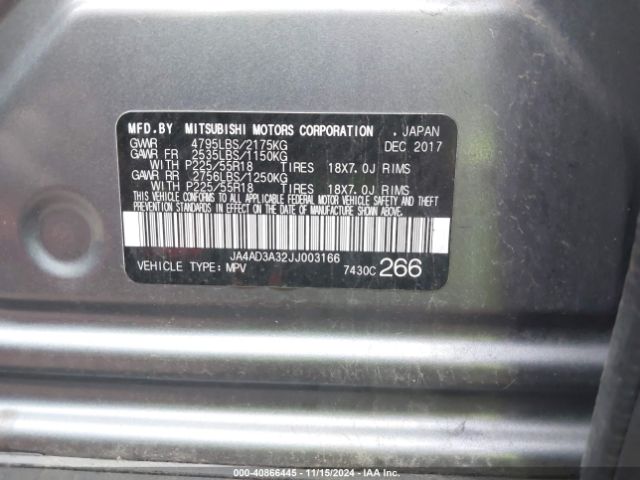 MFD.BY MITSUBISHI MOTORS CORPORATION . JAPAN
GVWR 4795LBS/2175KG DEC 2017
GAWR FR 2535LBS/1150KG
WITH P225/55R18 TIRES 18X7.0J RIMS
GAWR RR 2756LBS/1250KG
WITH P225/55R18 TIRES 18X7.0J RIMS
THIS VEHICLE CONFORMS TO ALL APPLICABLE FEDERAL MOTOR VEHICLE SAFETY AND THEFT
PREVENTION STANDARDS IN EFFECT ON THE DATE OF MANUFACTURE SHOWN ABOVE.
JA4AD3A32JJ003166
VEHICLE TYPE: MPV 7430C 266
40866445 - 11/15/2024 - IAA Inc.